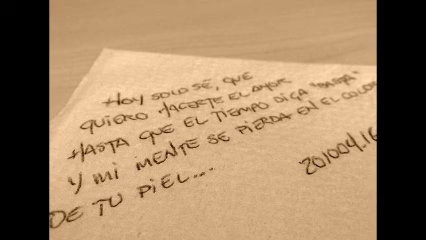 HOY SOLO SÉ, QUE
QUIERO HACERTE EL AMOR
HASTA QUE EL TIEMPO DIGA "BASTA"
Y MI MENTE SE PIERDA EN EL COLOR
DE TU PIEL...
201004.16